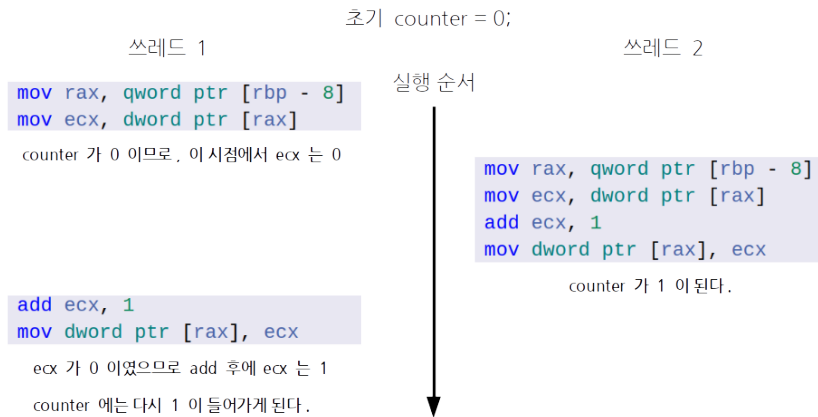 초기 counter = 0;
쓰레드 1
쓰레드 2
실행 순서
mov rax, qword ptr [rbp - 8]
mov ecx, dword ptr [rax]
counter 가 0 이므로, 이 시점에서 ecx 는 0
mov rax, qword ptr [rbp - 8]
mov ecx, dword ptr [rax]
add ecx, 1
mov dword ptr [rax], ecx
counter 가 1 이 된다.
add ecx, 1
mov dword ptr [rax], ecx
ecx 가 0 이였으므로 add 후에 ecx 는 1
counter 에는 다시 1 이 들어가게 된다.